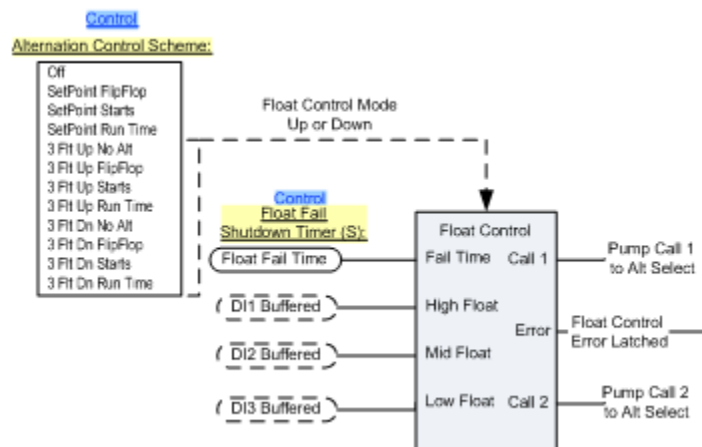 Control
Alternation Control Scheme:
Off
SetPoint FlipFlop
SetPoint Starts
SetPoint Run Time
3 Flt Up No Alt
3 Flt Up FlipFlop
3 Flt Up Starts
3 Flt Up Run Time
3 Flt Dn No Alt
3 Flt Dn FlipFlop
3 Flt Dn Starts
3 Flt Dn Run Time
Float Control Mode
Up or Down
Control
Float Fail
Shutdown Timer (S):
Float Fail Time
DI1 Buffered
DI2 Buffered
DI3 Buffered
Float Control
Fail Time Call 1
High Float
Error
Mid Float
Low Float Call 2
Pump Call 1
to Alt Select
Float Control
Error Latched
Pump Call 2
to Alt Select